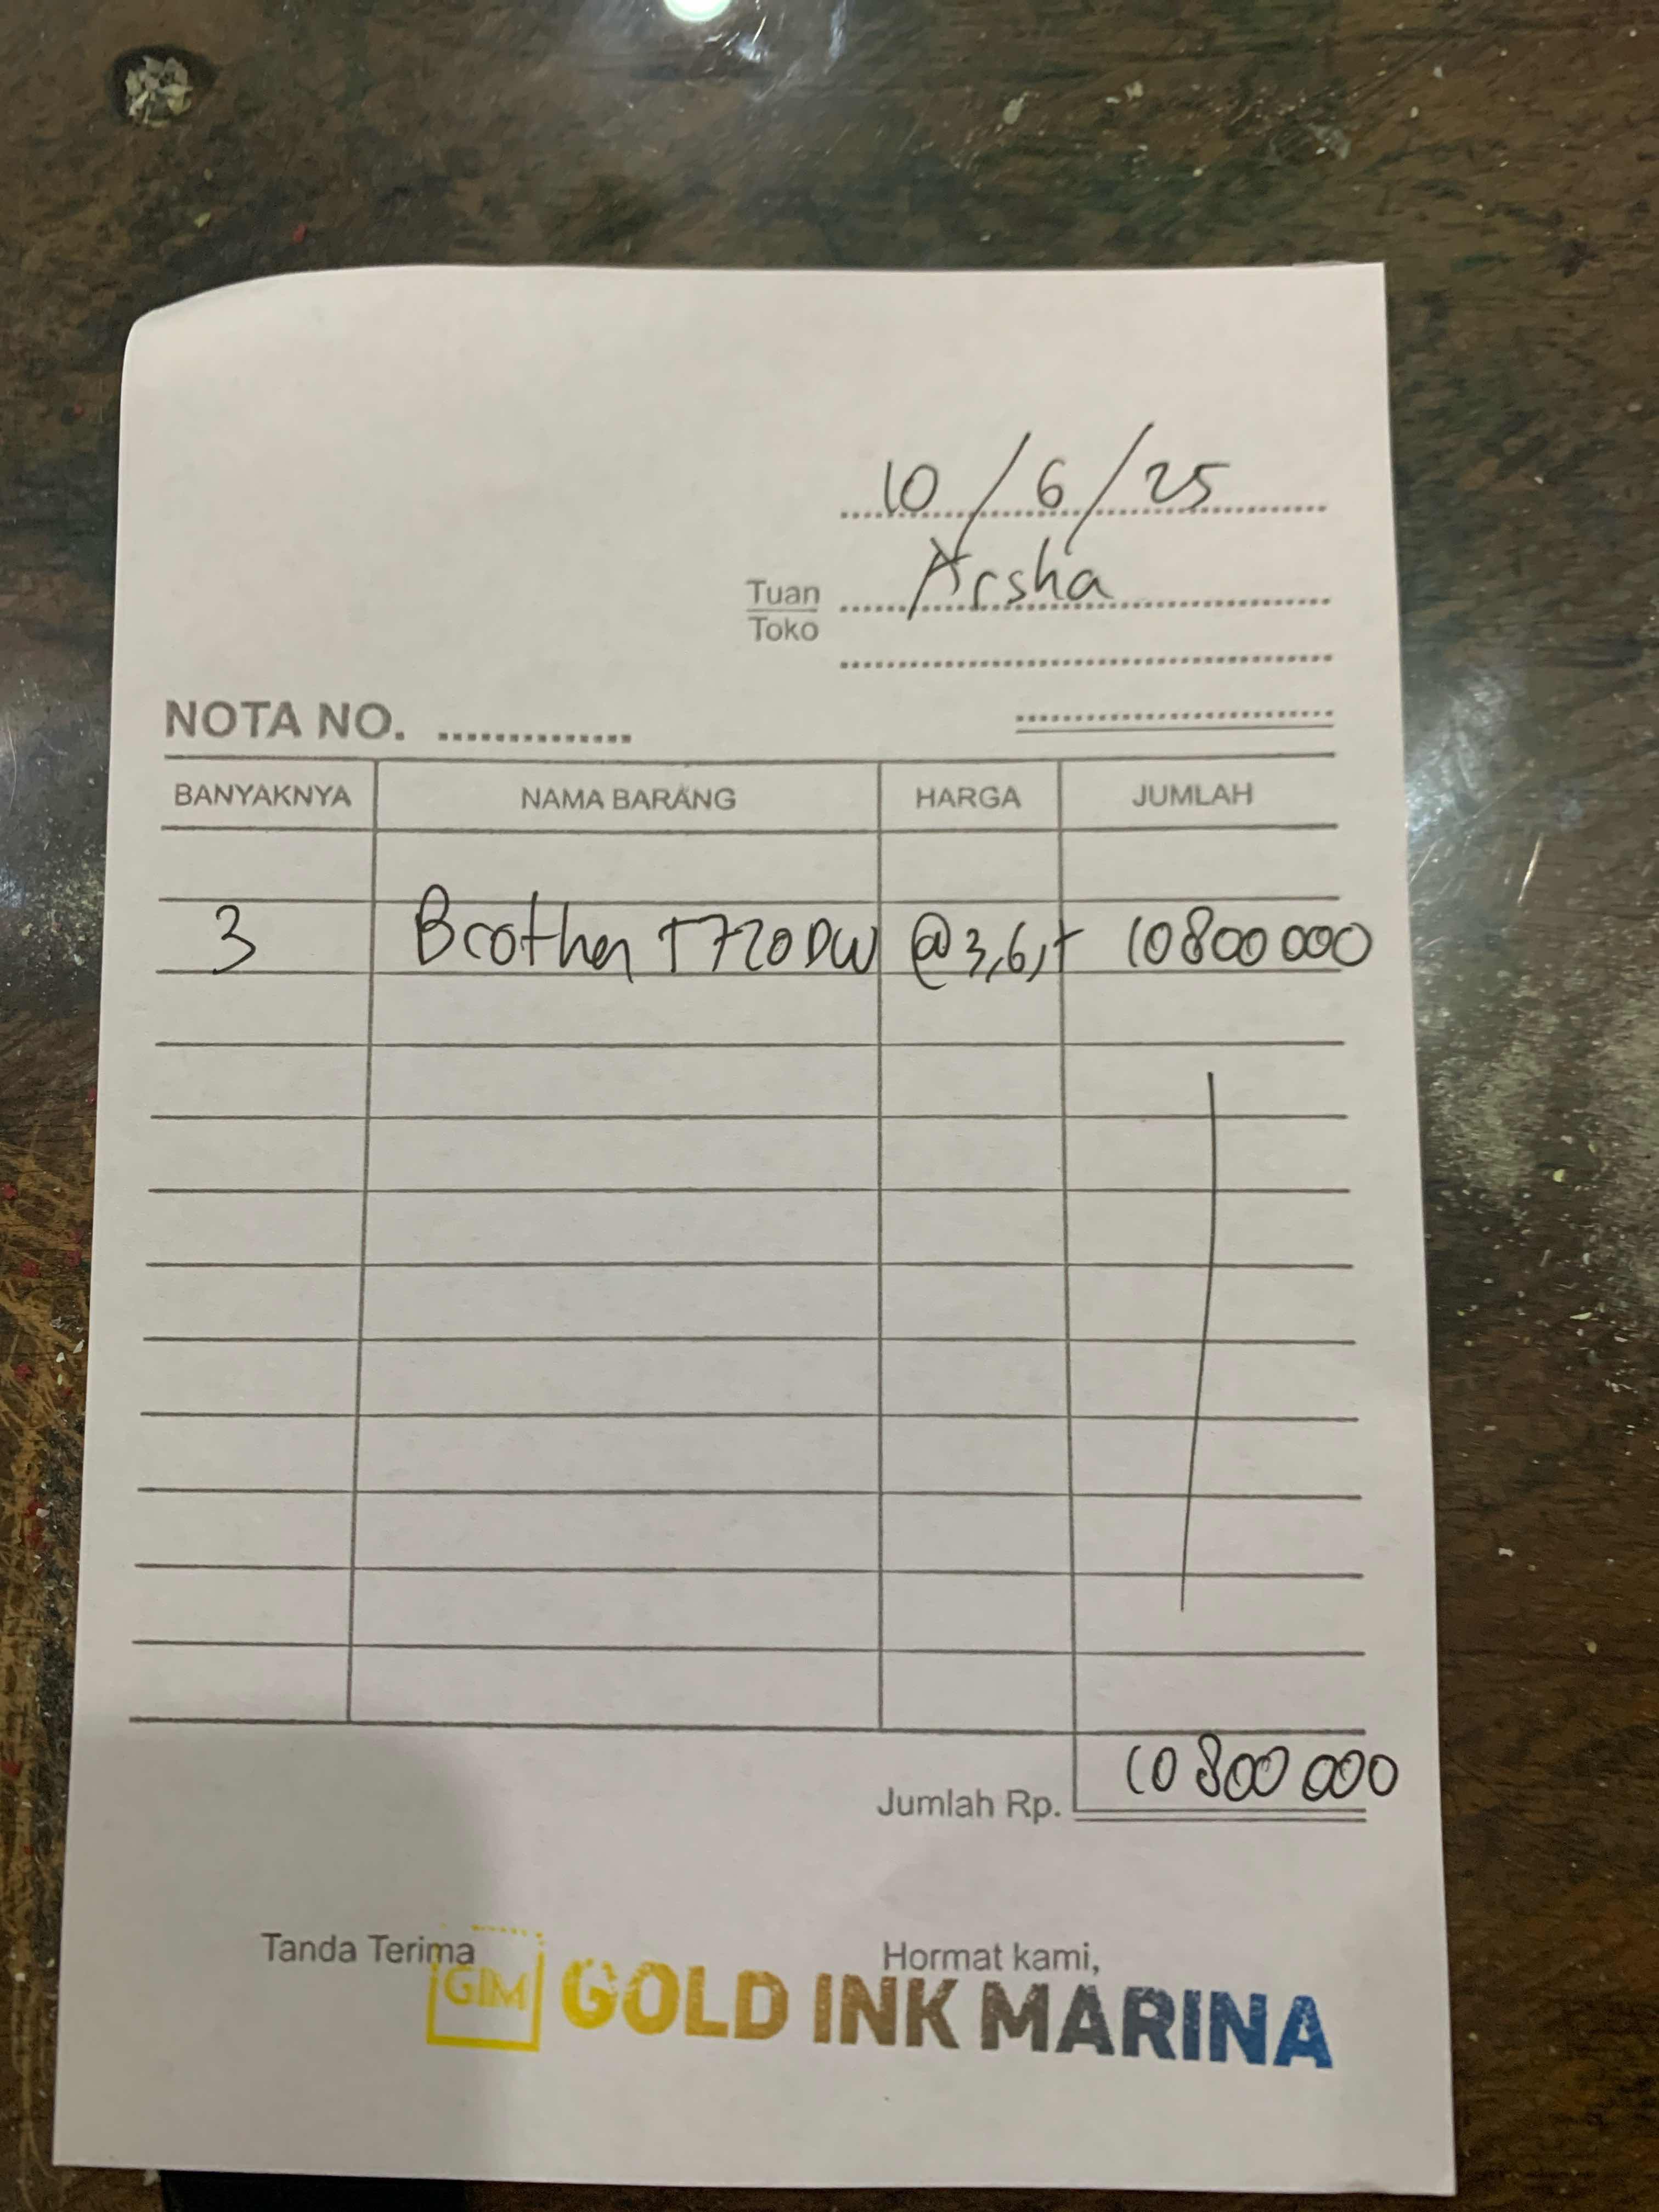 10/6/25
Tuan Arsha
Toko
NOTA NO.
BANYAKNYA NAMA BARANG HARGA JUMLAH
3 Brother T720DW @3,6jt 10800000
Jumlah Rp. 10800000
Tanda Terima Hormat kami,
GIM GOLD INK MARINA